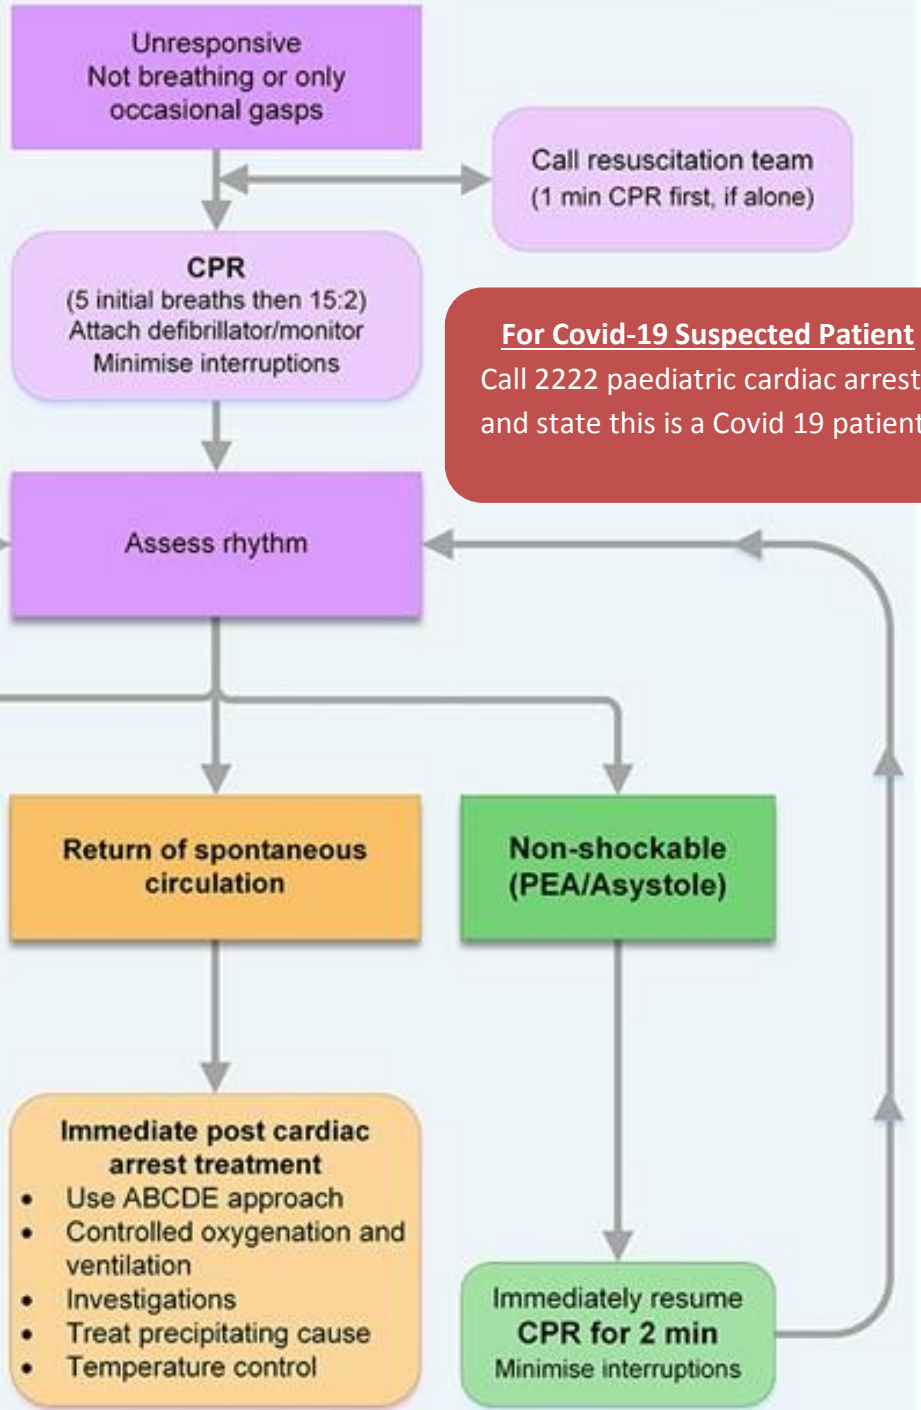 Unresponsive
Not breathing or only
occasional gasps
Call resuscitation team
(1 min CPR first, if alone)
CPR
(5 initial breaths then 15:2)
Attach defibrillator/monitor
Minimise interruptions
For Covid-19 Suspected Patient
Call 2222 paediatric cardiac arrest
and state this is a Covid 19 patient
Assess rhythm
Return of spontaneous
circulation
Non-shockable
(PEA/Asystole)
Immediate post cardiac
arrest treatment
• Use ABCDE approach
• Controlled oxygenation and
ventilation
• Investigations
• Treat precipitating cause
• Temperature control
Immediately resume
CPR for 2 min
Minimise interruptions